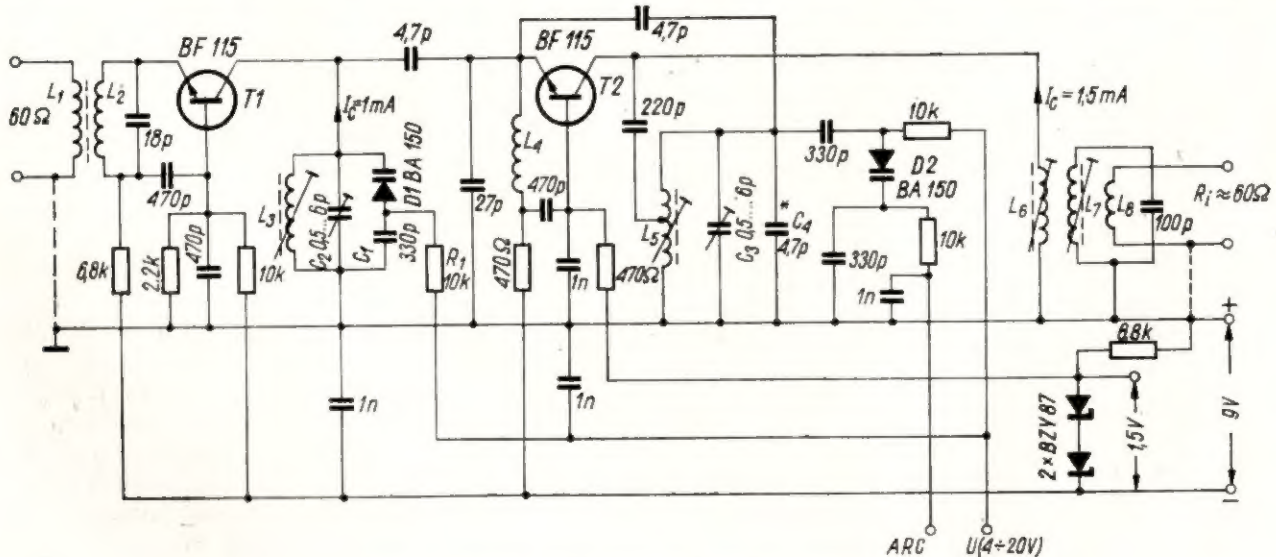 BF 115
4,7p
BF 115
4,7p
L1
L2
60Ω
T1
18p
470p
Ic=1mA
T2
220p
L4
Ic=1,5mA
10k
330p
D2
BA 150
6,8k
2,2k
470p
10k
L3
C2 0,5....6p
D1 BA 150
C1
330p
R1
10k
27p
470p
470Ω
1n
470Ω
L5
C3 0,5....6p
*
C4
4,7p
330p
1n
10k
L6
L7
L8
100p
Ri≈60Ω
1n
1n
6,8k
2×BZY87
1,5V
9V
+
−
ARC
U(4÷20V)